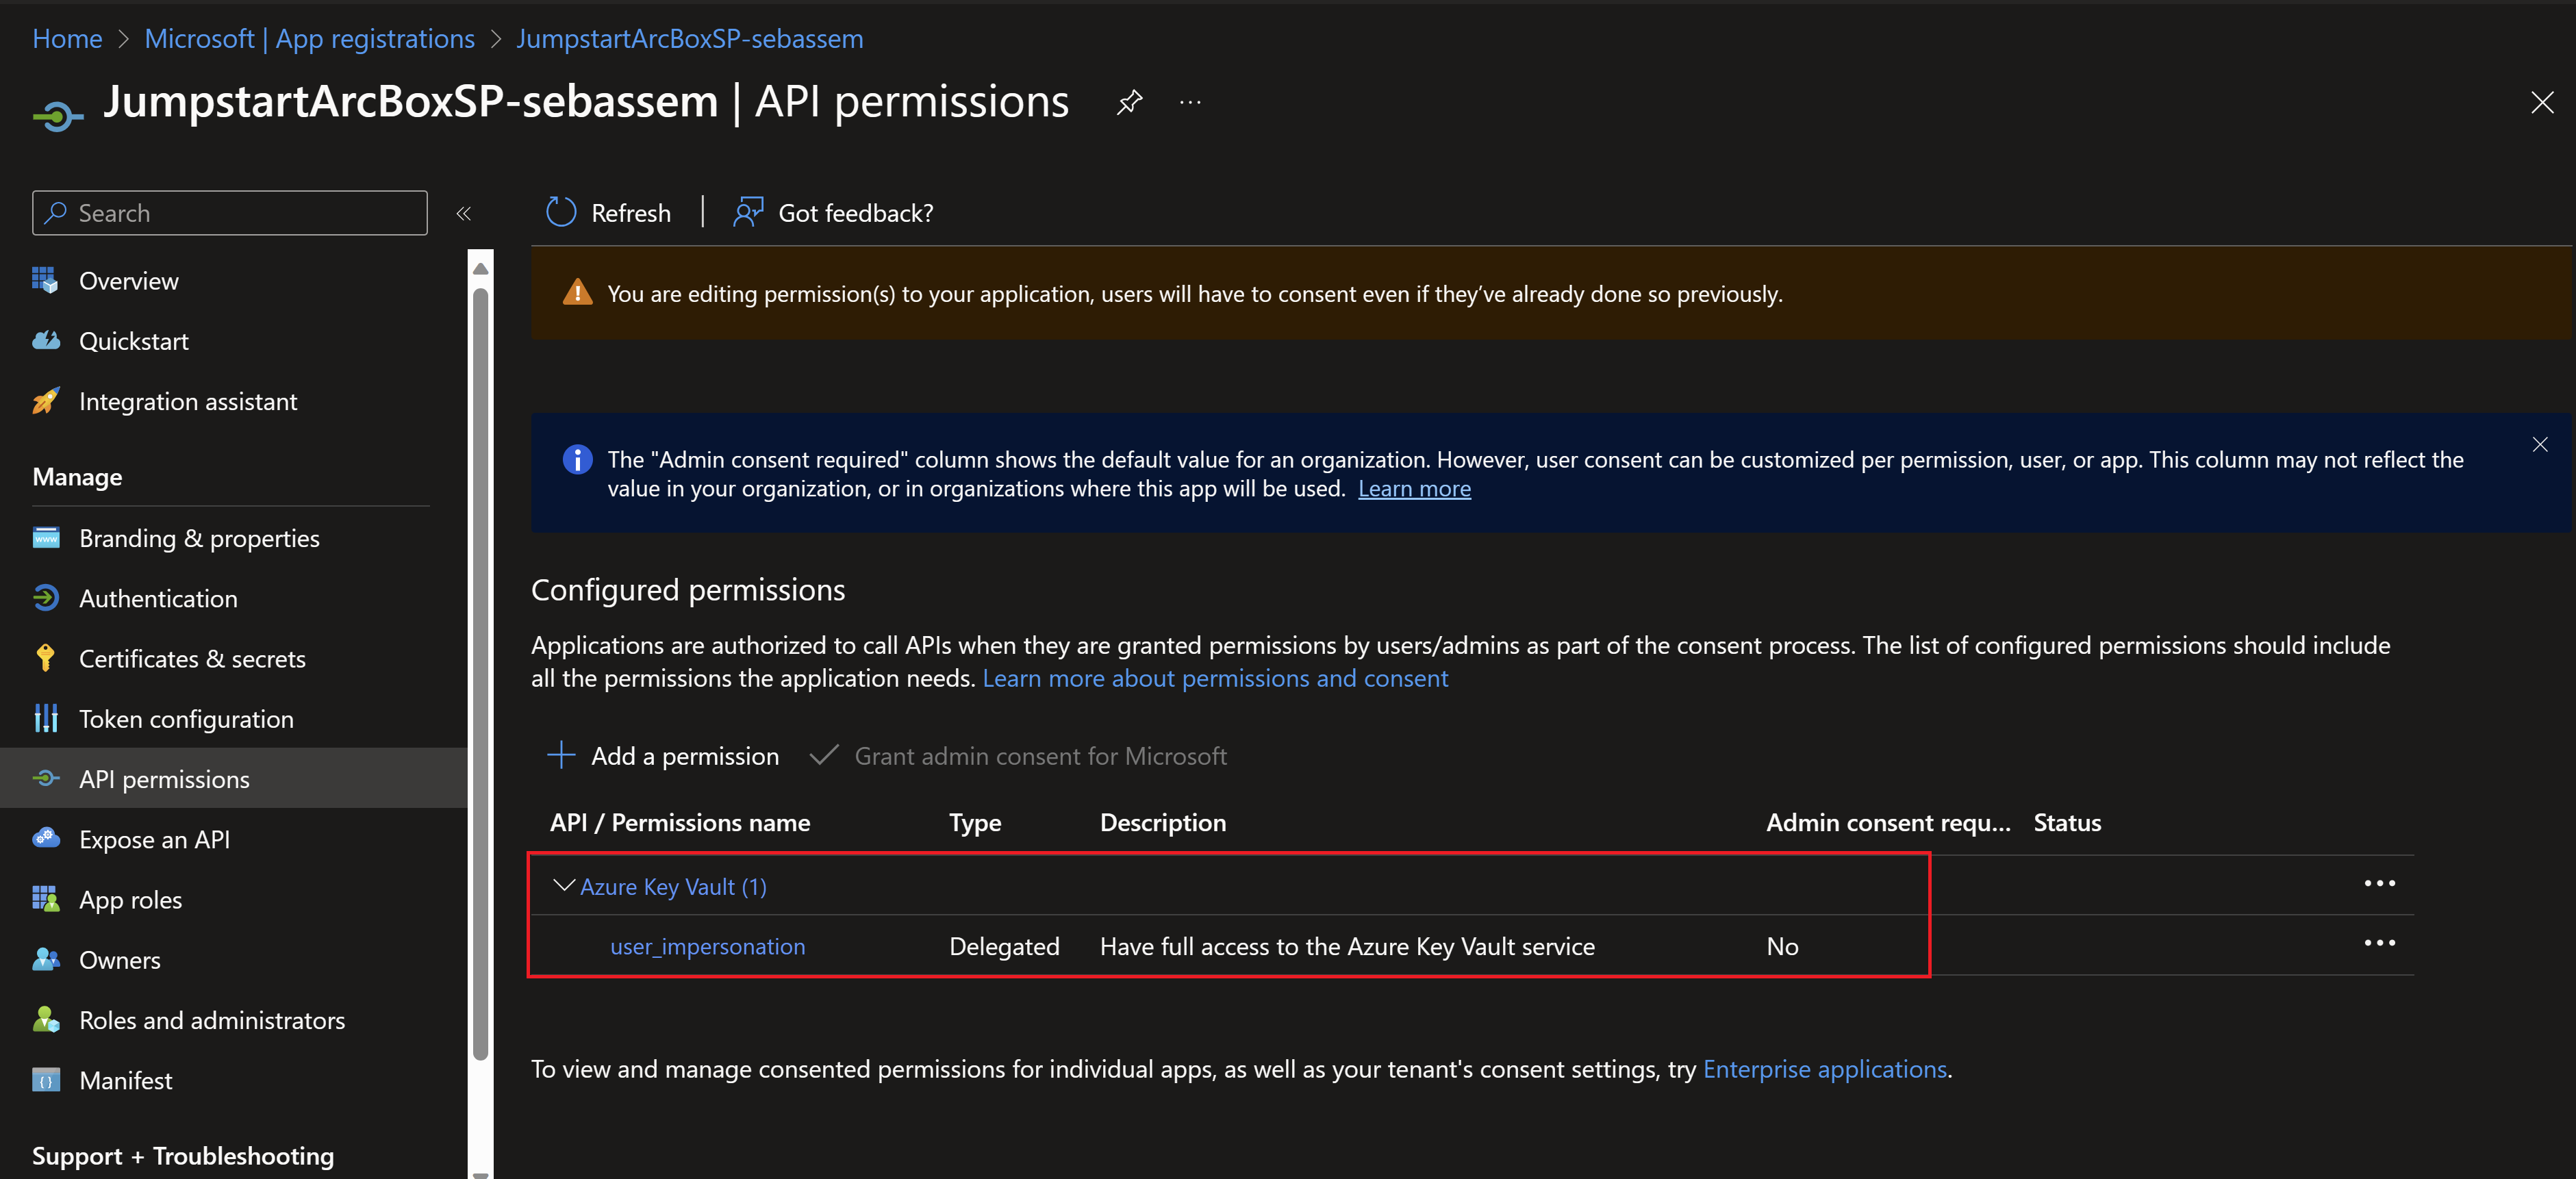 Home > Microsoft | App registrations > JumpstartArcBoxSP-sebassem
JumpstartArcBoxSP-sebassem | API permissions
Search
Overview
Quickstart
Integration assistant
Manage
Branding & properties
Authentication
Certificates & secrets
Token configuration
API permissions
Expose an API
App roles
Owners
Roles and administrators
Manifest
Support + Troubleshooting
Refresh | Got feedback?
You are editing permission(s) to your application, users will have to consent even if they’ve already done so previously.
The "Admin consent required" column shows the default value for an organization. However, user consent can be customized per permission, user, or app. This column may not reflect the
value in your organization, or in organizations where this app will be used. Learn more
Configured permissions
Applications are authorized to call APIs when they are granted permissions by users/admins as part of the consent process. The list of configured permissions should include
all the permissions the application needs. Learn more about permissions and consent
Add a permission Grant admin consent for Microsoft
API / Permissions name Type Description Admin consent requ... Status
Azure Key Vault (1)
user_impersonation Delegated Have full access to the Azure Key Vault service No
To view and manage consented permissions for individual apps, as well as your tenant's consent settings, try Enterprise applications.